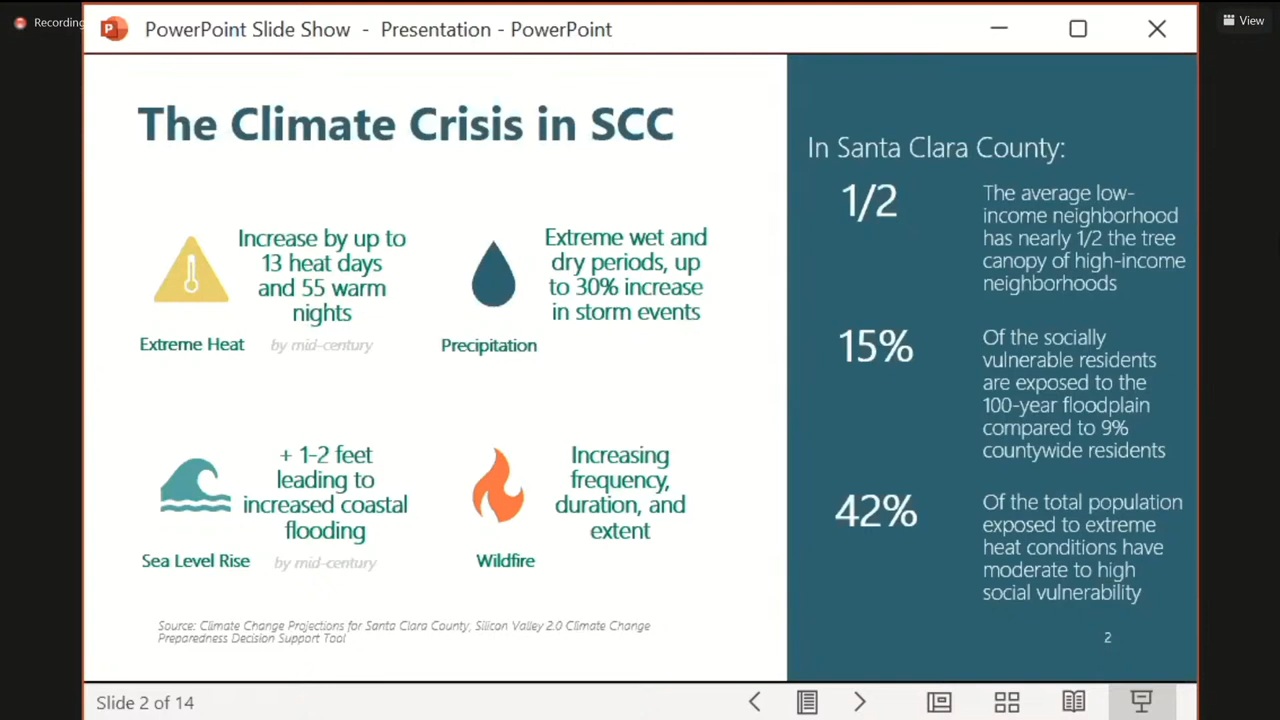 Recording
PowerPoint Slide Show - Presentation - PowerPoint
View
The Climate Crisis in SCC
Increase by up to
13 heat days
and 55 warm
nights
Extreme Heat
by mid-century
Extreme wet and
dry periods, up
to 30% increase
in storm events
Precipitation
+ 1-2 feet
leading to
increased coastal
flooding
Sea Level Rise
by mid-century
Increasing
frequency,
duration, and
extent
Wildfire
Source: Climate Change Projections for Santa Clara County, Silicon Valley 2.0 Climate Change
Preparedness Decision Support Tool
In Santa Clara County:
1/2
The average low-
income neighborhood
has nearly 1/2 the tree
canopy of high-income
neighborhoods
15%
Of the socially
vulnerable residents
are exposed to the
100-year floodplain
compared to 9%
countywide residents
42%
Of the total population
exposed to extreme
heat conditions have
moderate to high
social vulnerability
2
Slide 2 of 14